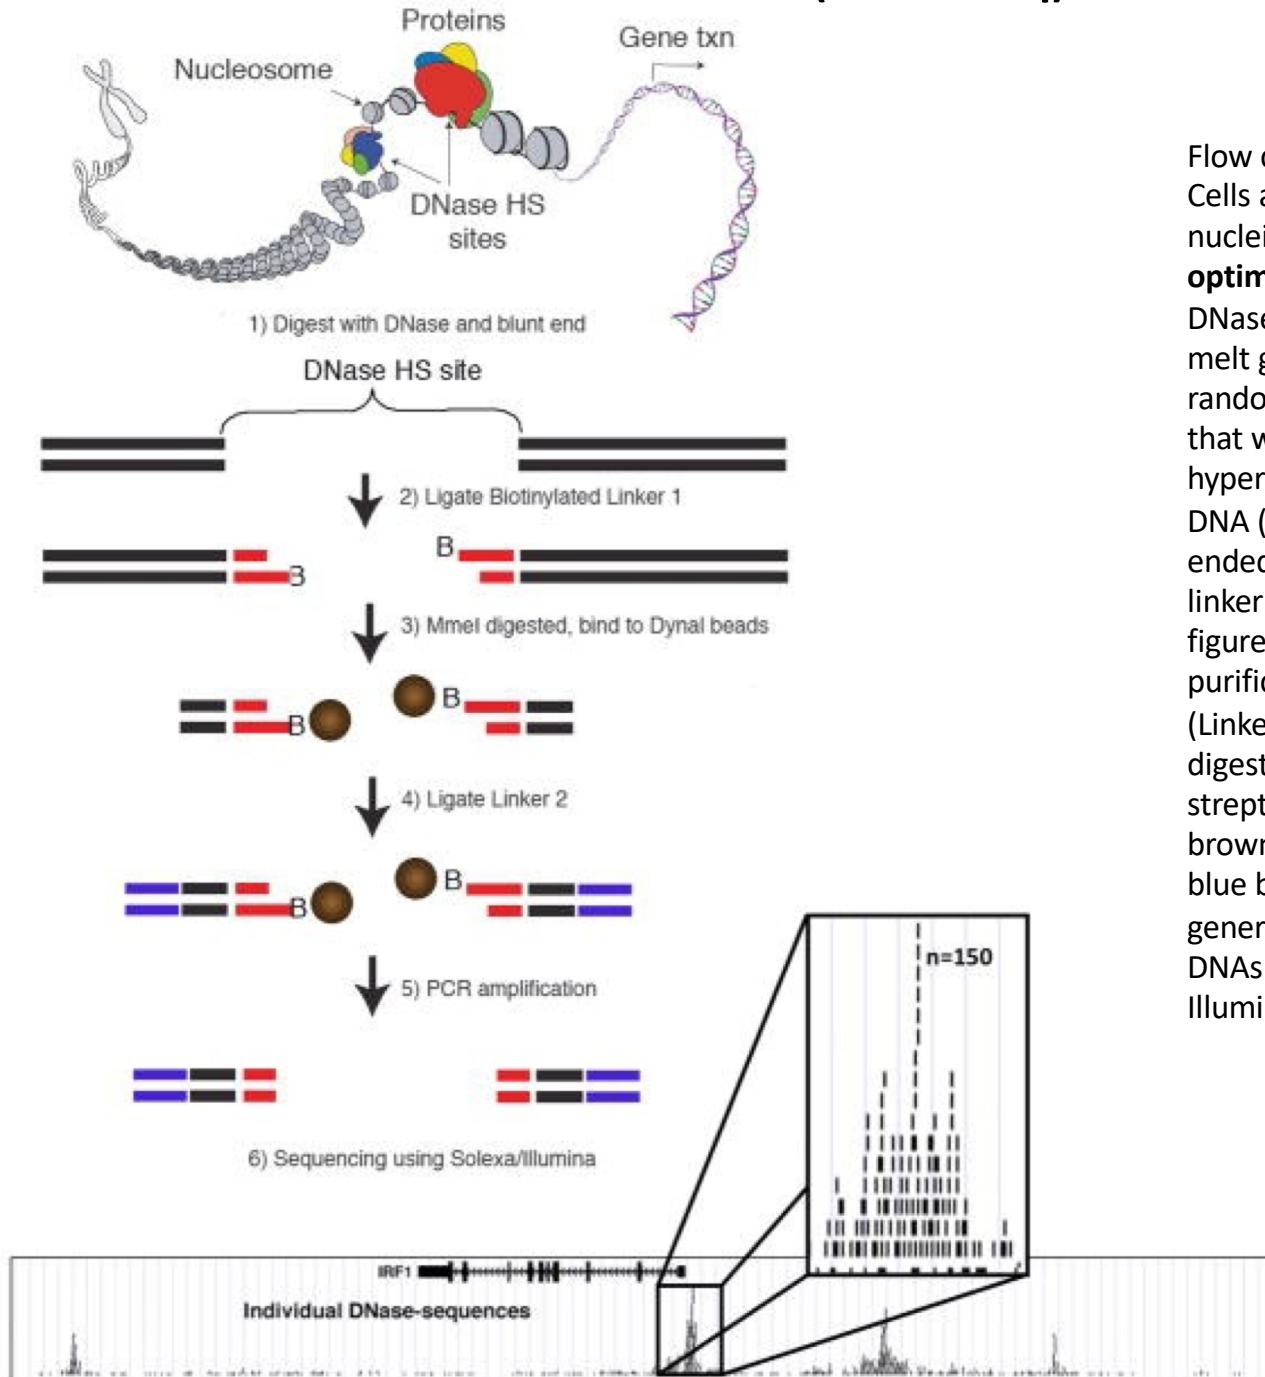 Proteins
Gene txn
Nucleosome
DNase HS
sites
1) Digest with DNase and blunt end
DNase HS site
2) Ligate Biotinylated Linker 1
B
B
3) MmeI digested, bind to Dynal beads
B
B
4) Ligate Linker 2
B
B
5) PCR amplification
n=150
6) Sequencing using Solexa/Illumina
IRF1
Individual DNase-sequences
Flow
Cells
nuclei
optim
DNase
melt
rando
that
hyper
DNA (
ended
linker
figure
purific
(Linke
digest
strept
brown
blue
gener
DNAs
Illumi